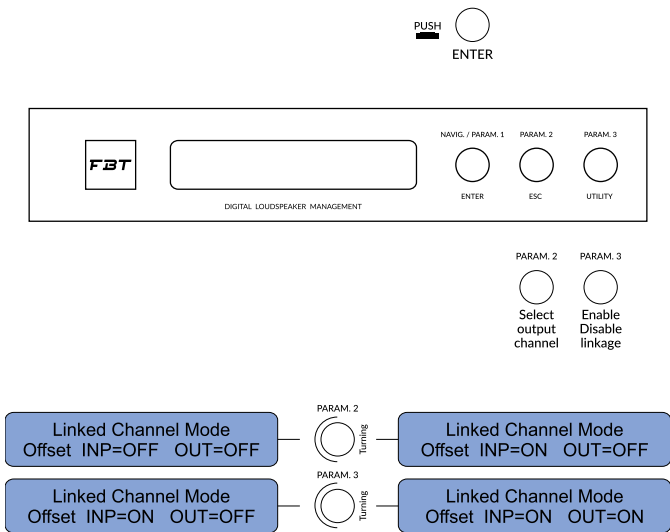 PUSH
ENTER
NAVIG. / PARAM. 1 PARAM. 2 PARAM. 3
FBT
ENTER ESC UTILITY
DIGITAL LOUDSPEAKER MANAGEMENT
PARAM. 2 PARAM. 3
Select Enable
output Disable
channel linkage
PARAM. 2
Linked Channel Mode Turning Linked Channel Mode
Offset INP=OFF OUT=OFF Offset INP=ON OUT=OFF
PARAM. 3
Linked Channel Mode Turning Linked Channel Mode
Offset INP=ON OUT=OFF Offset INP=ON OUT=ON